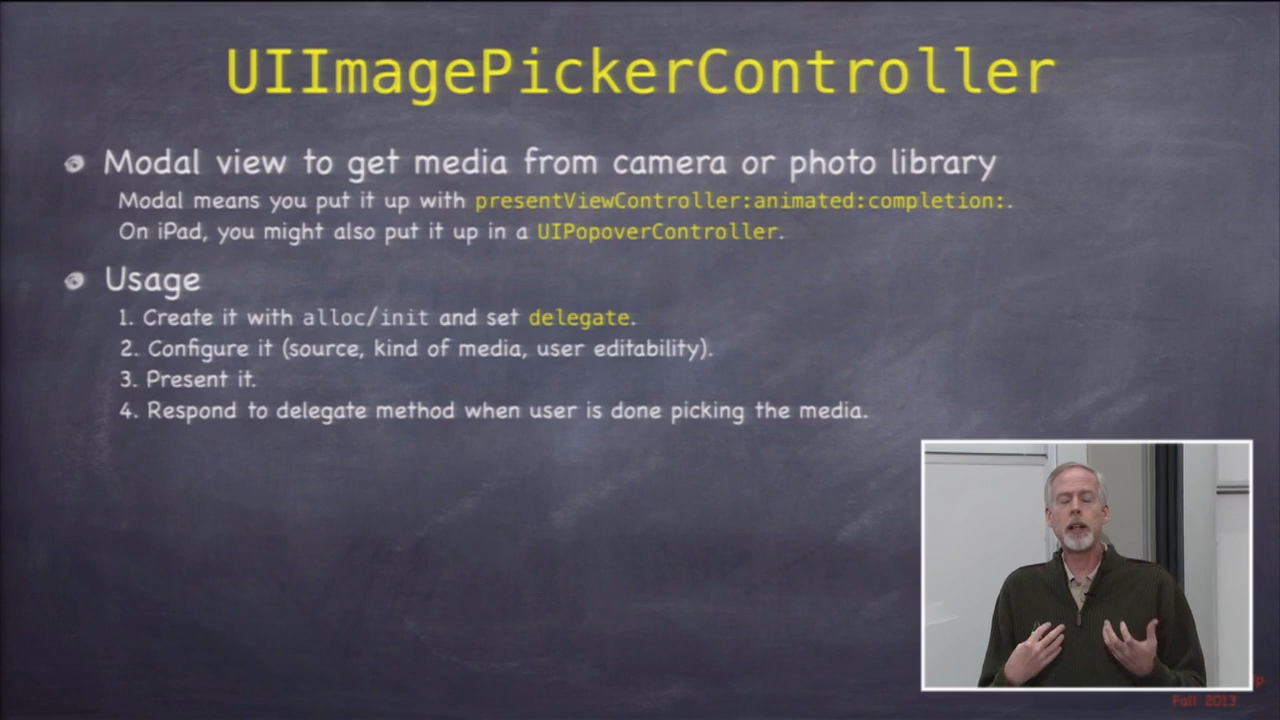 UIImagePickerController
Modal view to get media from camera or photo library
Modal means you put it up with presentViewController:animated:completion:.
On iPad, you might also put it up in a UIPopoverController.
Usage
1. Create it with alloc/init and set delegate.
2. Configure it (source, kind of media, user editability).
3. Present it.
4. Respond to delegate method when user is done picking the media.
Fall 2013